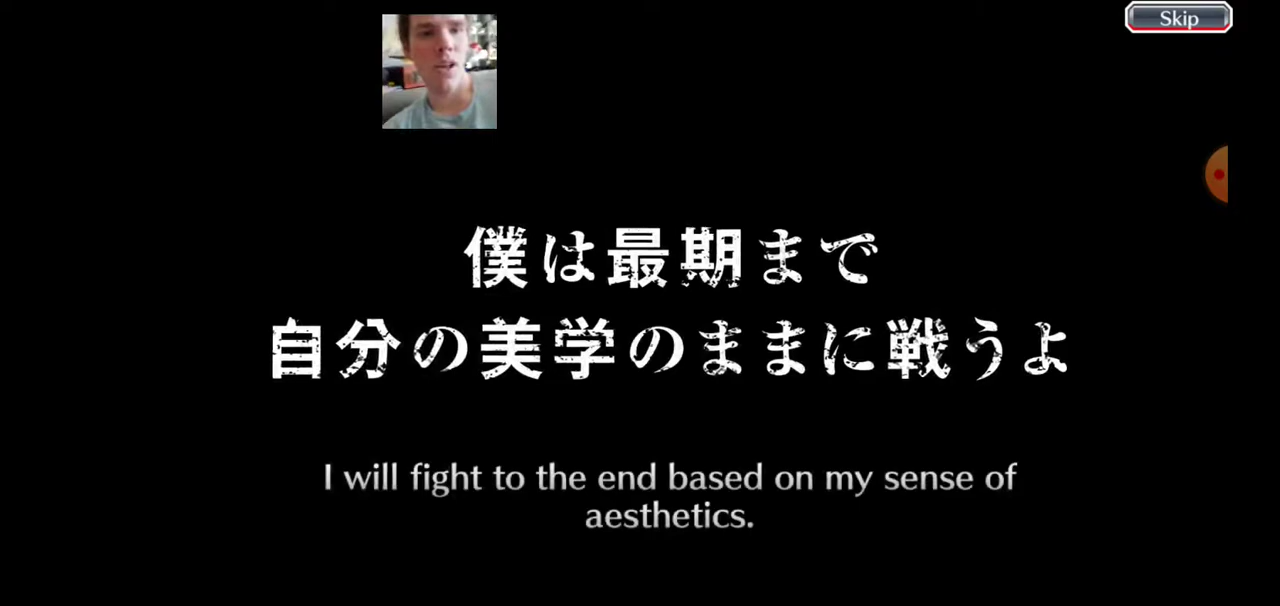 Skip
僕は最期まで
自分の美学のままに戦うよ
I will fight to the end based on my sense of
aesthetics.